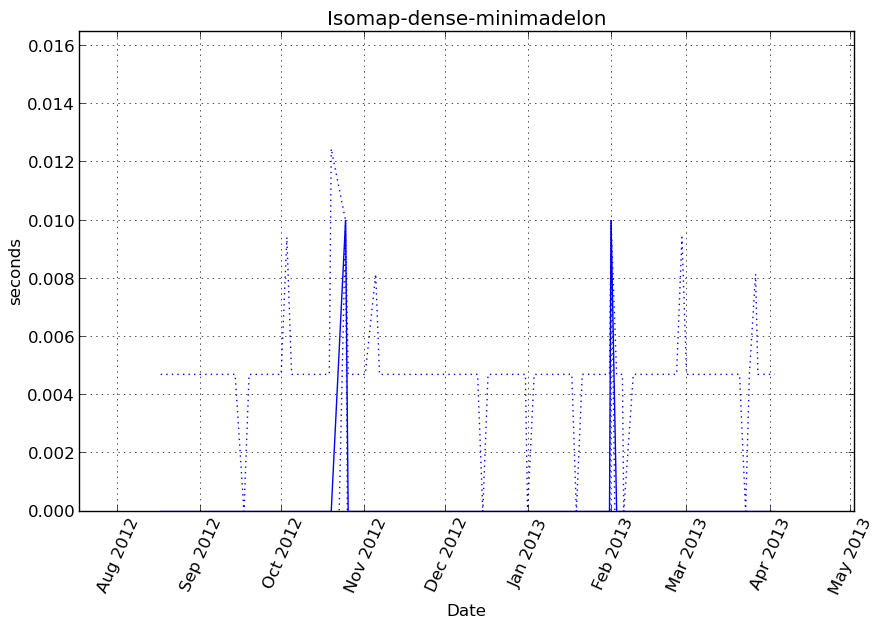 Isomap-dense-minimadelon
0.016
0.014
0.012
0.010
0.008
0.006
0.004
0.002
0.000
seconds
Aug 2012
Sep 2012
Oct 2012
Nov 2012
Dec 2012
Jan 2013
Feb 2013
Mar 2013
Apr 2013
May 2013
Date